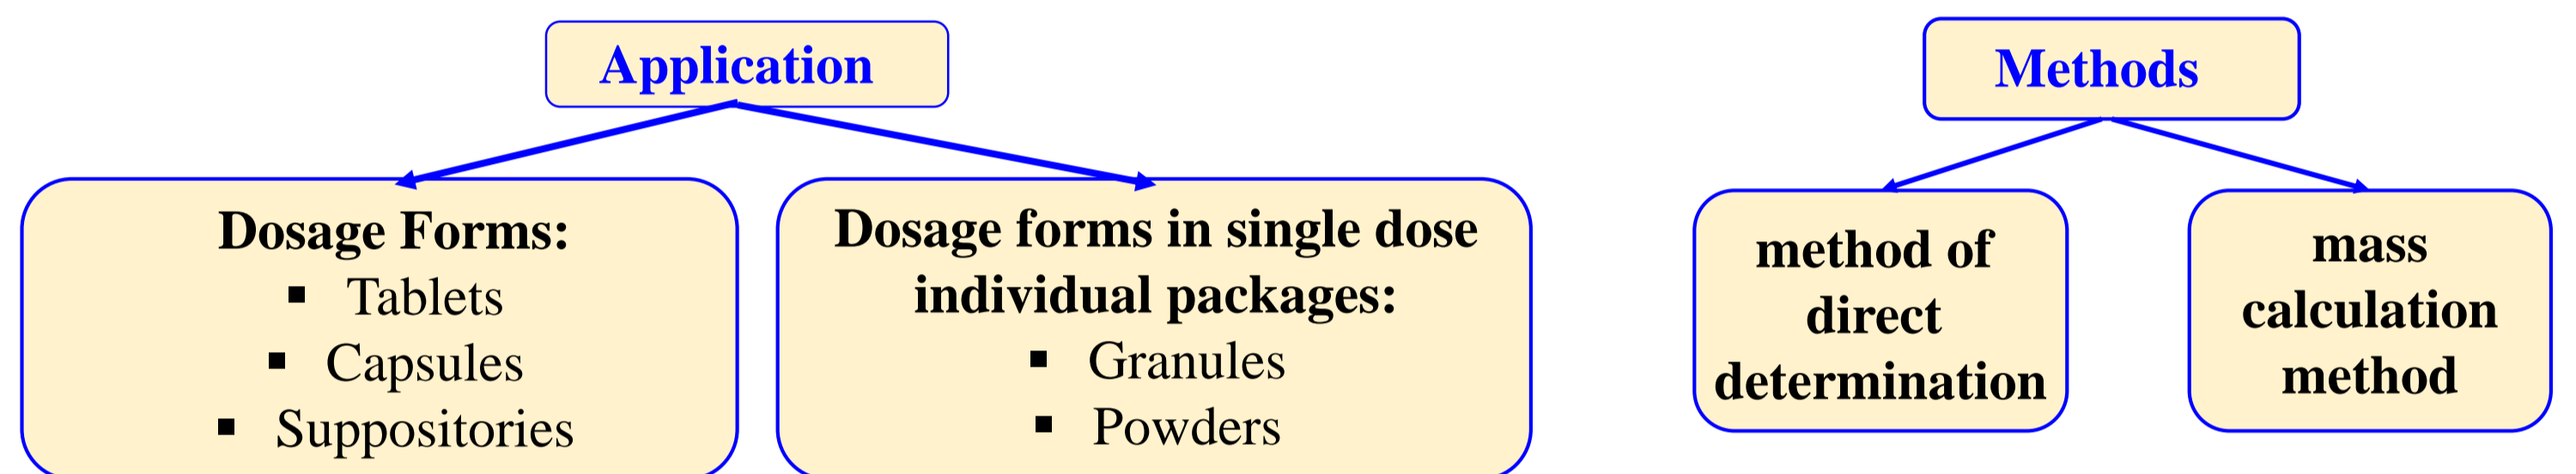 Application
Dosage Forms:
▪ Tablets
▪ Capsules
▪ Suppositories
Dosage forms in single dose
individual packages:
▪ Granules
▪ Powders
Methods
method of
direct
determination
mass
calculation
method